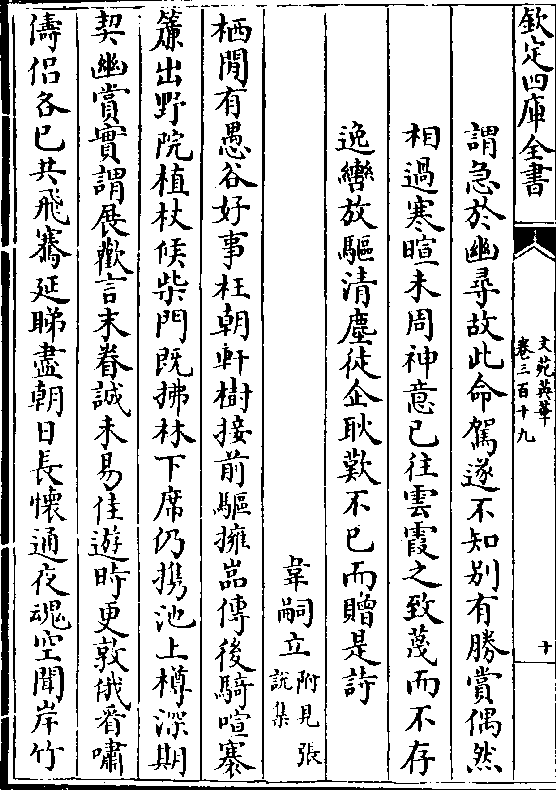 欽定四庫全書
文苑英華
卷三百十九
十
謂急於幽尋故此命駕遂不知别有勝賞偶然
相過寒暄未周神意已往雲霞之致蔑而不存
逸轡放驅清塵徒企耿歎不已而贈是詩
韋嗣立附見張說集
栖閒有愚谷好事枉朝軒樹接前驅擁巖傳後騎喧褰
簾出野院植杖候柴門既拂林下席仍攜池上樽深期
契幽賞實謂展歡言末眷誠未易佳遊時更敦俄看嘯
儔侣各已共飛騫延睇盡朝日長懷通夜魂空聞岸竹